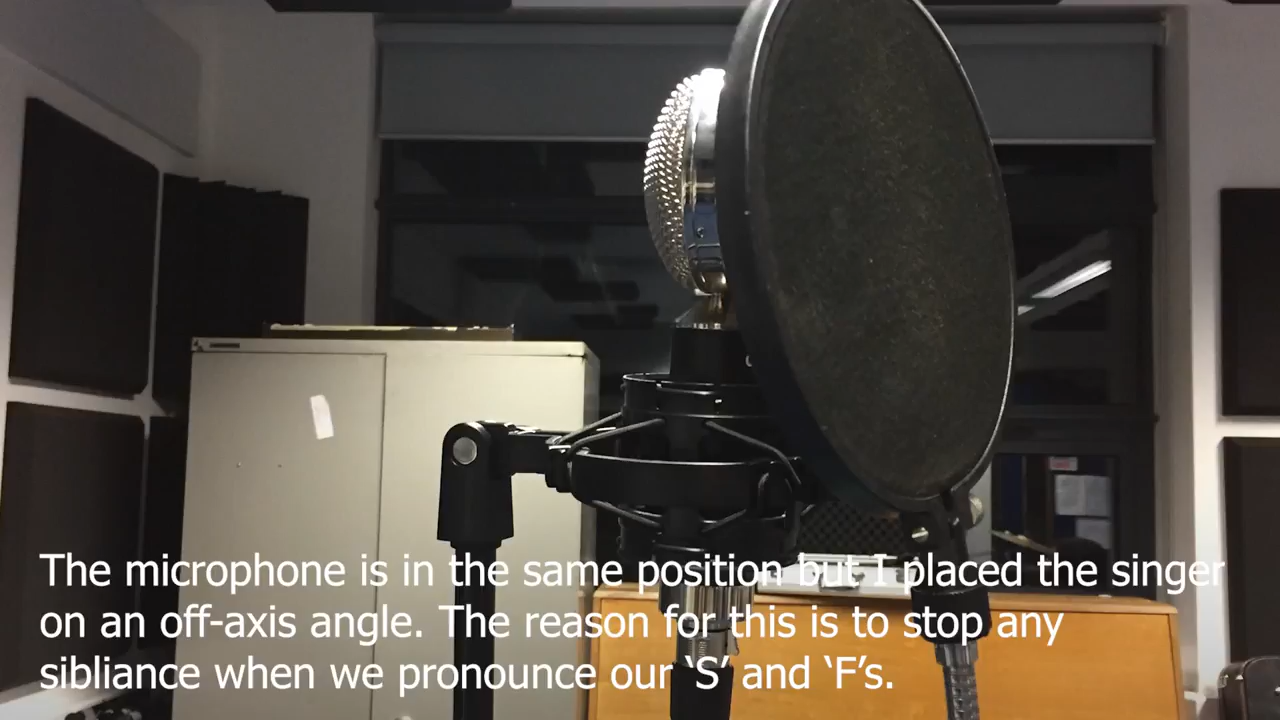 The microphone is in the same position but I placed the singer
on an off-axis angle. The reason for this is to stop any
sibliance when we pronounce our ‘S’ and ‘F’s.